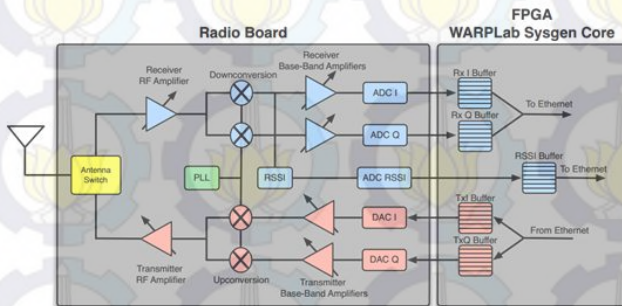 FPGA
Radio Board
WARPLab Sysgen Core
Receiver
RF Amplifier
Downconversion
Receiver
Base-Band Amplifiers
ADC I
Rx I Buffer
To Ethernet
ADC Q
Rx Q Buffer
Antenna
Switch
PLL
RSSI
ADC RSSI
RSSI Buffer
To Ethernet
DAC I
TxI Buffer
From Ethernet
TxQ Buffer
DAC Q
Transmitter
RF Amplifier
Upconversion
Transmitter
Base-Band Amplifiers